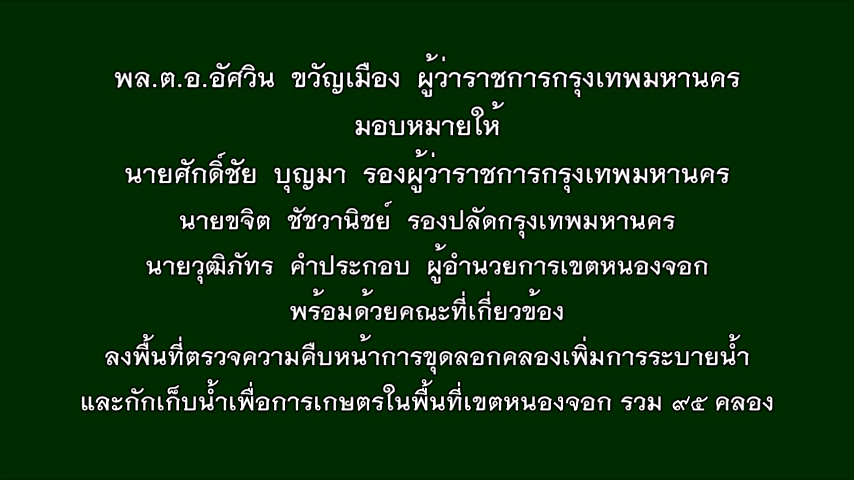 พล.ต.อ.อัศวิน ขวัญเมือง ผู้ว่าราชการกรุงเทพมหานคร
มอบหมายให้
นายศักดิ์ชัย บุญมา รองผู้ว่าราชการกรุงเทพมหานคร
นายขจิต ชัชวานิชย์ รองปลัดกรุงเทพมหานคร
นายวุฒิภัทร คำประกอบ ผู้อำนวยการเขตหนองจอก
พร้อมด้วยคณะที่เกี่ยวข้อง
ลงพื้นที่ตรวจความคืบหน้าการขุดลอกคลองเพิ่มการระบายน้ำ
และกักเก็บน้ำเพื่อการเกษตรในพื้นที่เขตหนองจอก รวม ๙๕ คลอง